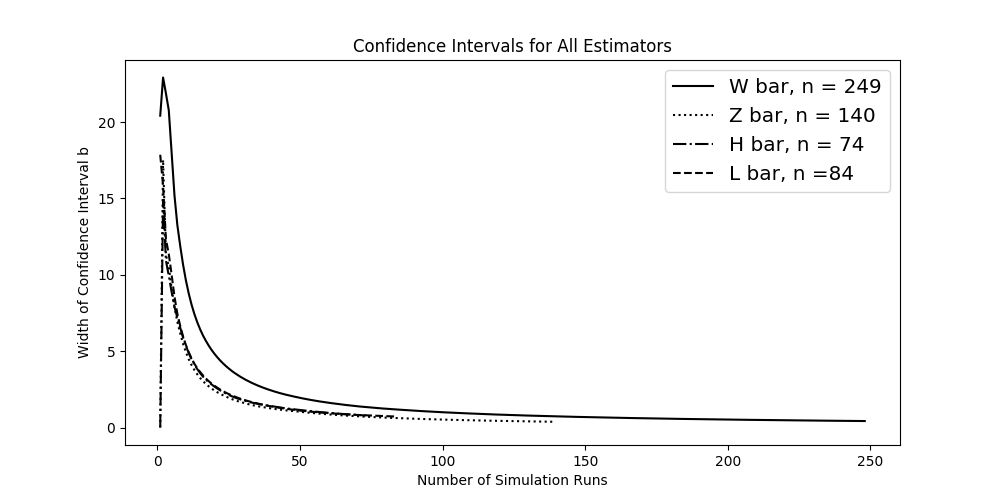 Confidence Intervals for All Estimators
W bar, n = 249
Z bar, n = 140
H bar, n = 74
L bar, n =84
Width of Confidence Interval b
20
15
10
5
0
0 50 100 150 200 250
Number of Simulation Runs